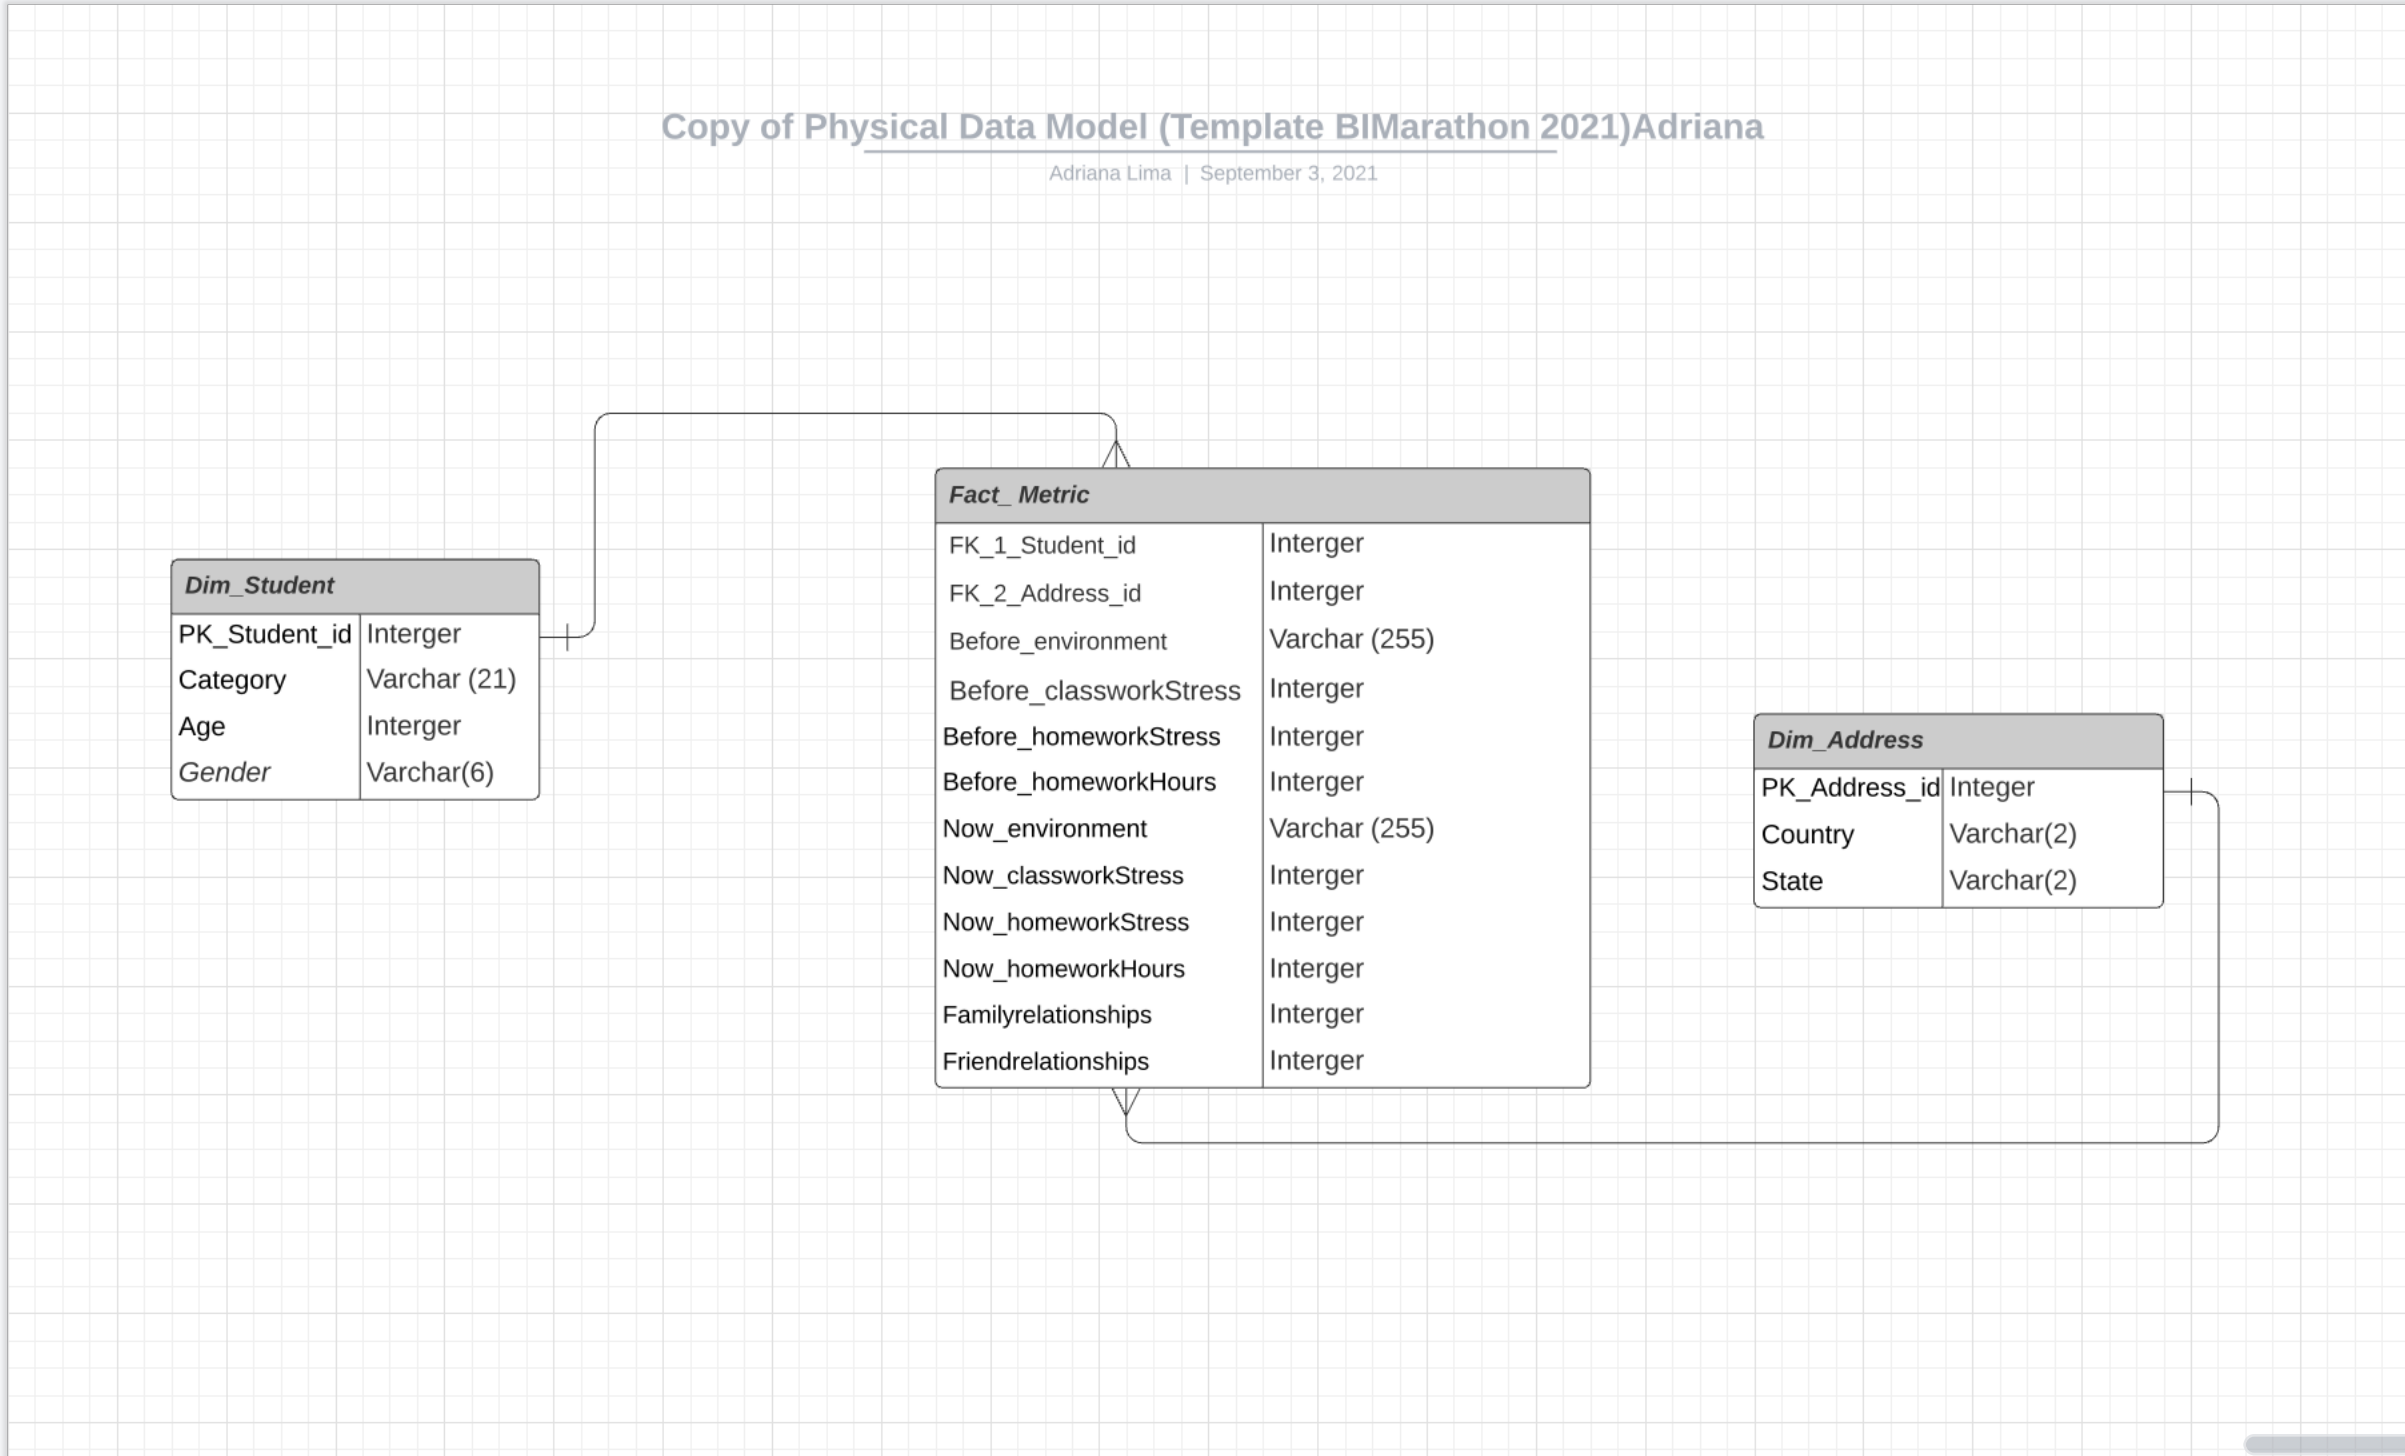 Copy of Physical Data Model (Template BIMarathon 2021)Adriana
Adriana Lima | September 3, 2021
Dim_Student
PK_Student_id Interger
Category Varchar (21)
Age Interger
Gender Varchar(6)
Fact_ Metric
FK_1_Student_id Interger
FK_2_Address_id Interger
Before_environment Varchar (255)
Before_classworkStress Interger
Before_homeworkStress Interger
Before_homeworkHours Interger
Now_environment Varchar (255)
Now_classworkStress Interger
Now_homeworkStress Interger
Now_homeworkHours Interger
Familyrelationships Interger
Friendrelationships Interger
Dim_Address
PK_Address_id Integer
Country Varchar(2)
State Varchar(2)